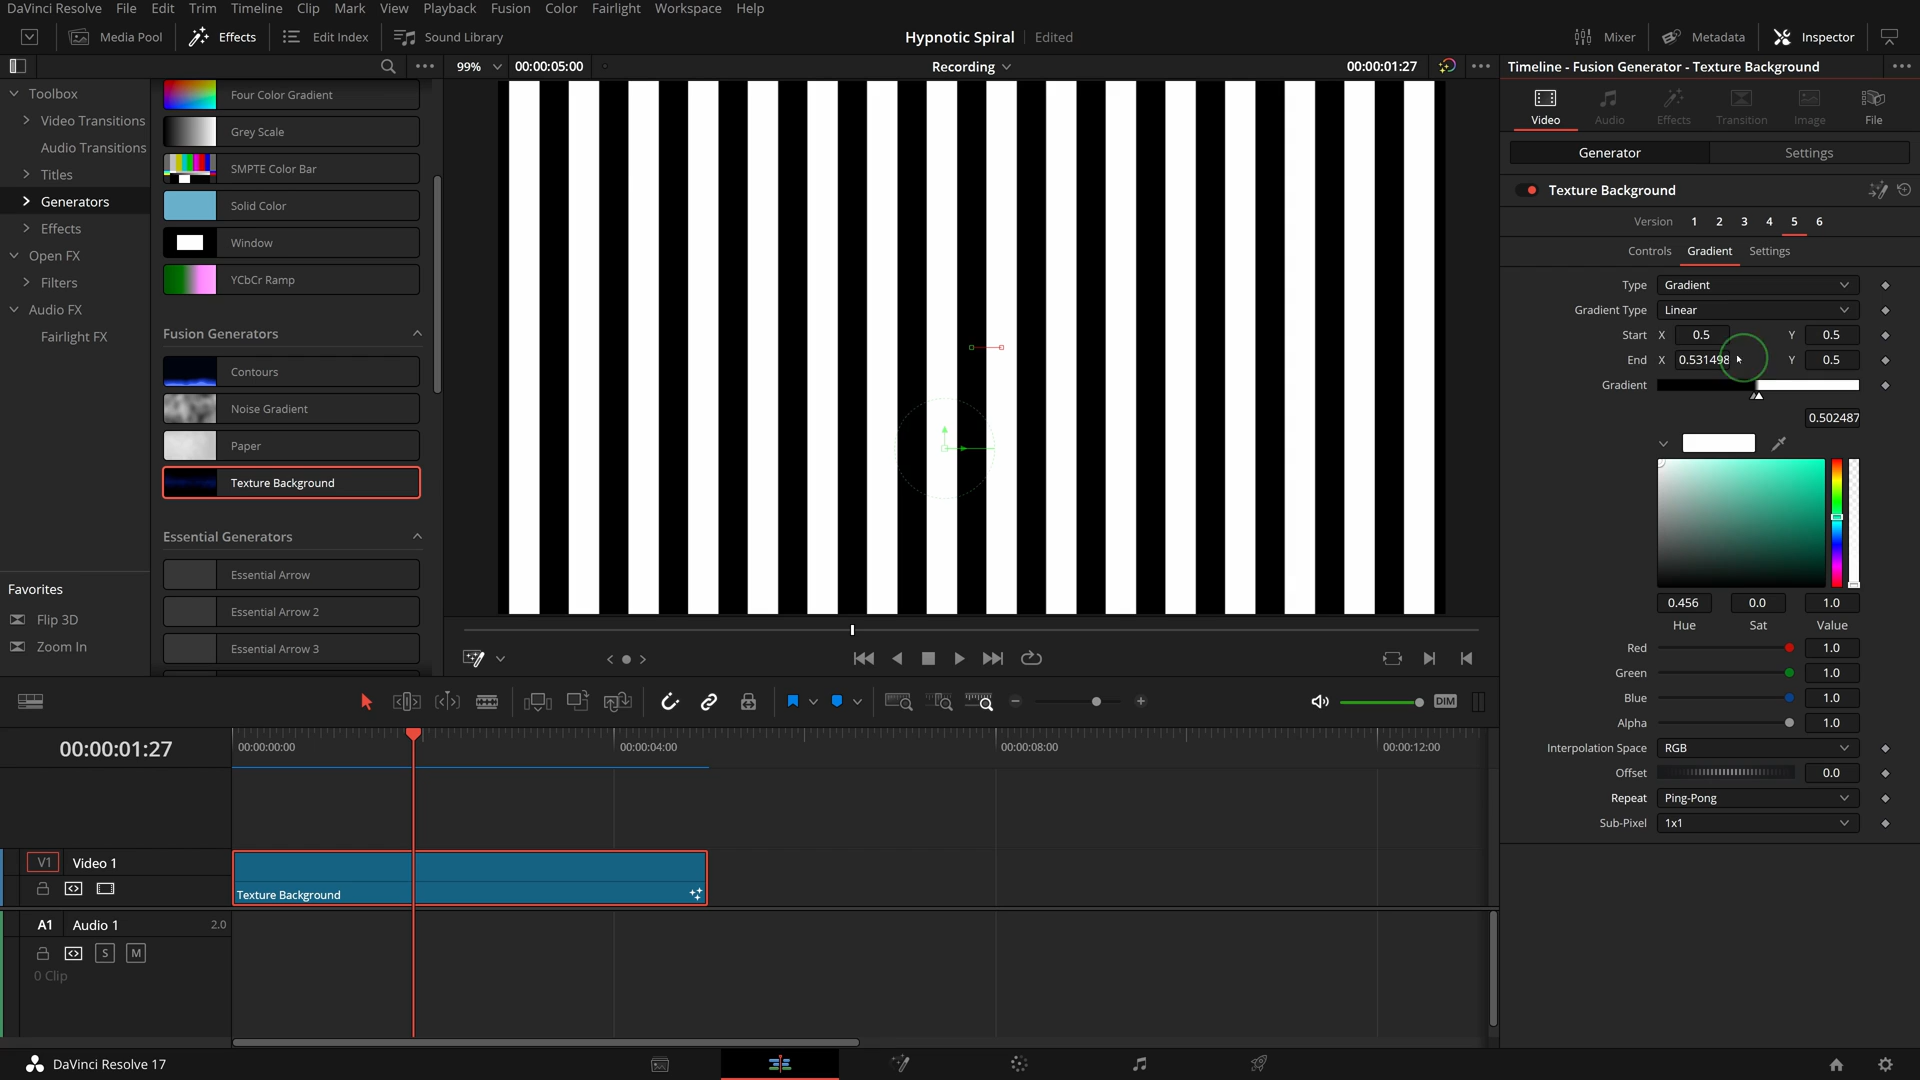 DaVinci Resolve File Edit Trim Timeline Clip Mark View Playback Fusion Color Fairlight Workspace Help
Media Pool Effects Edit Index Sound Library Hypnotic Spiral Edited Mixer Metadata Inspector
99% 00:00:05:00 Recording 00:00:01:27 Timeline - Fusion Generator - Texture Background
Toolbox
Video Transitions
Audio Transitions
Titles
Generators
Effects
Open FX
Filters
Audio FX
Fairlight FX
Favorites
Flip 3D
Zoom In
Four Color Gradient
Grey Scale
SMPTE Color Bar
Solid Color
Window
YCbCr Ramp
Fusion Generators
Contours
Noise Gradient
Paper
Texture Background
Essential Generators
Essential Arrow
Essential Arrow 2
Essential Arrow 3
Video Audio Effects Transition Image File
Generator Settings
Texture Background
Version 1 2 3 4 5 6
Controls Gradient Settings
Type Gradient
Gradient Type Linear
Start X 0.5 Y 0.5
End X 0.531498 Y 0.5
Gradient
0.502487
0.456 0.0 1.0
Hue Sat Value
Red 1.0
Green 1.0
Blue 1.0
Alpha 1.0
Interpolation Space RGB
Offset 0.0
Repeat Ping-Pong
Sub-Pixel 1x1
DIM
00:00:01:27 00:00:00:00 00:00:04:00 00:00:08:00 00:00:12:00
V1 Video 1
Texture Background
A1 Audio 1 2.0
S M
0 Clip
DaVinci Resolve 17